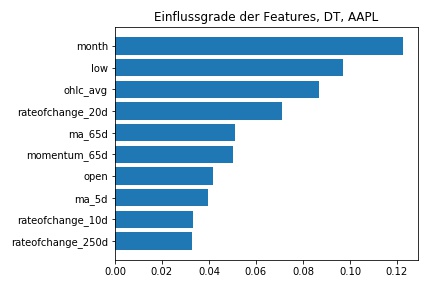 Einflussgrade der Features, DT, AAPL
month
low
ohlc_avg
rateofchange_20d
ma_65d
momentum_65d
open
ma_5d
rateofchange_10d
rateofchange_250d
0.00 0.02 0.04 0.06 0.08 0.10 0.12